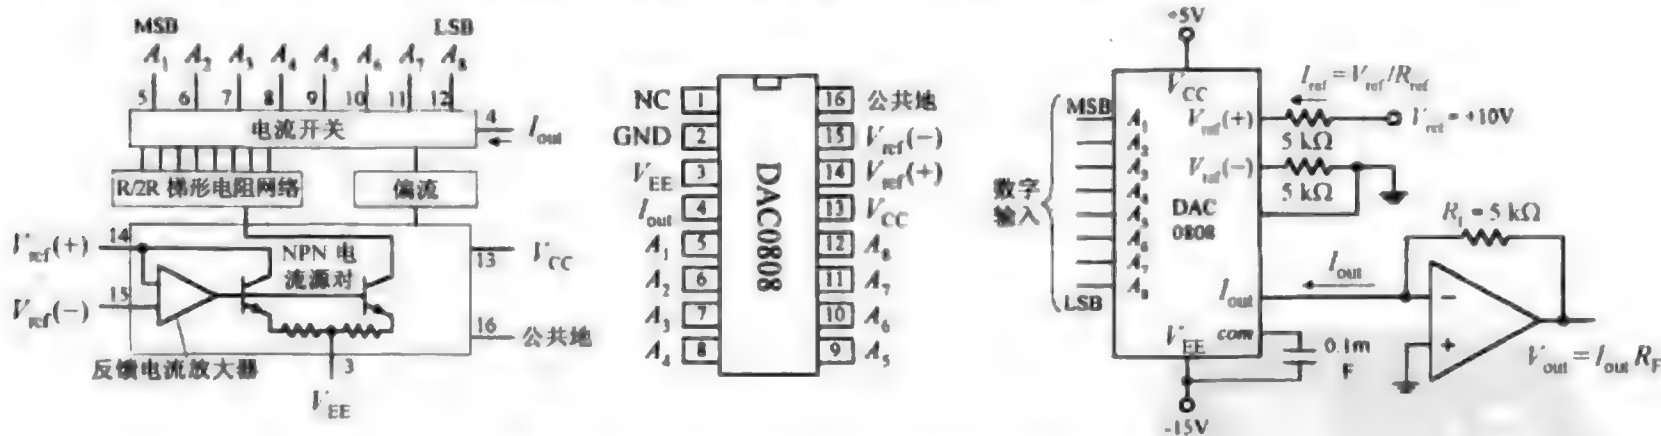 MSB LSB
A1 A2 A3 A4 A5 A6 A7 A8
5 6 7 8 9 10 11 12
电流开关
4
Iout
R/2R 梯形电阻网络
偏流
Vref(+) 14
NPN 电
流源对
13 VCC
Vref(-) 15
16 公共地
反馈电流放大器
3
VEE
NC 1
GND 2
VEE 3
Iout 4
A1 5
A2 6
A3 7
A4 8
DAC0808
16 公共地
15 Vref(-)
14 Vref(+)
13 VCC
12 A8
11 A7
10 A6
9 A5
+5V
VCC
Iref=Vref/Rref
MSB
A1
A2
A3
A4
A5
A6
A7
A8
LSB
数字
输入
Vref(+)
5 kΩ
Vref = +10V
Vref(-)
5 kΩ
DAC
0808
Rf = 5 kΩ
Iout
Iout
com
VEE
0.1m
F
-
+
Vout = Iout RF
-15V